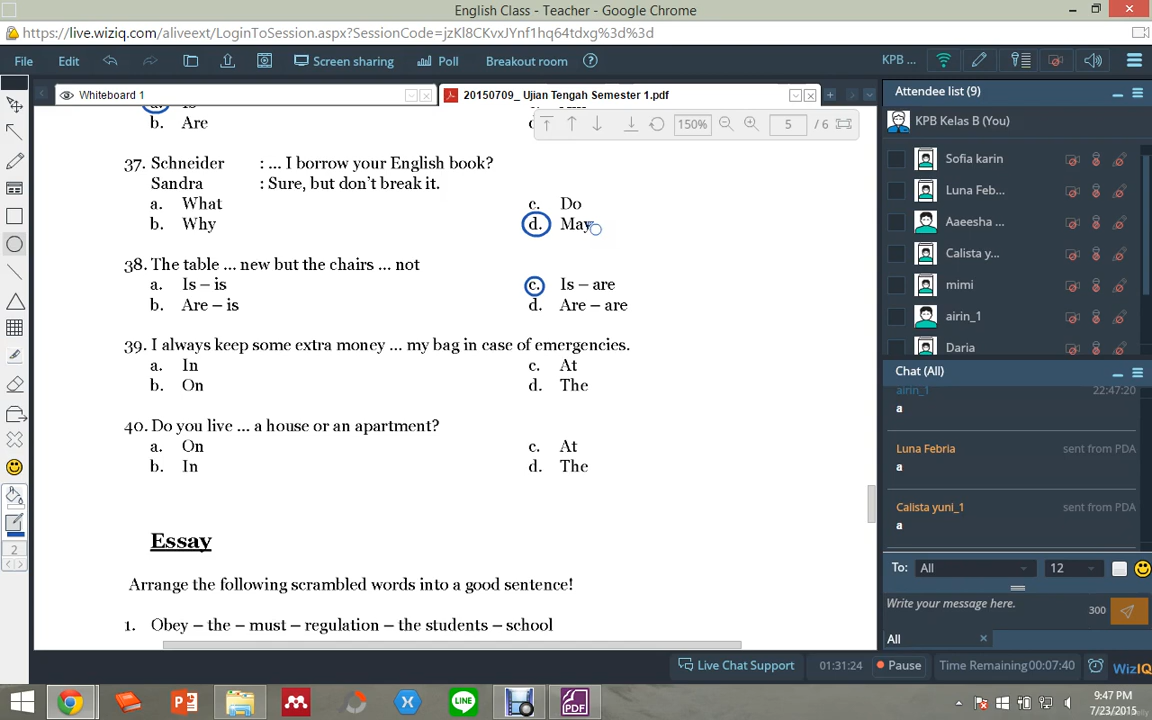 English Class - Teacher - Google Chrome
https://live.wiziq.com/aliveext/LoginToSession.aspx?SessionCode=jzKl8CKvxJYnf1hq64tdxg%3d%3d
File Edit Screen sharing Poll Breakout room KPB ...
Whiteboard 1 20150709_ Ujian Tengah Semester 1.pdf
Attendee list (9)
KPB Kelas B (You)
Sofia karin
Luna Feb...
Aaeesha ...
Calista y...
mimi
airin_1
Daria
150% 5 / 6
b. Are
37. Schneider : ... I borrow your English book?
Sandra : Sure, but don't break it.
a. What c. Do
b. Why d. May
38. The table ... new but the chairs ... not
a. Is – is c. Is – are
b. Are – is d. Are – are
39. I always keep some extra money ... my bag in case of emergencies.
a. In c. At
b. On d. The
40. Do you live ... a house or an apartment?
a. On c. At
b. In d. The
Essay
Arrange the following scrambled words into a good sentence!
1. Obey – the – must – regulation – the students – school
2
Chat (All)
airin_1 22:47:20
a
Luna Febria sent from PDA
a
Calista yuni_1 sent from PDA
a
To: All 12
Write your message here. 300
All
Live Chat Support 01:31:24 Pause Time Remaining 00:07:40 WizIQ
LINE PDF
9:47 PM
7/23/2015